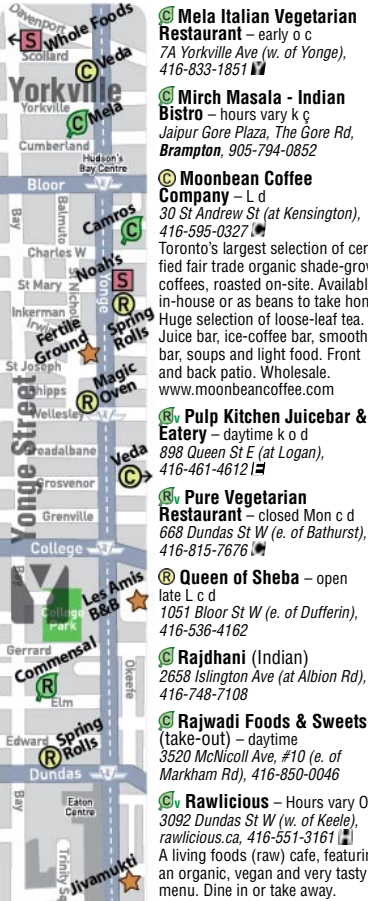 Davenport
Whole Foods
S
Scollard
C
Veda
Yorkville
Yorkville
C
Mela
Cumberland
Hudson's
Bay Centre
Bloor
Bay
Balmuto
Camros
C
Charles W
St Nichol
Noah's
S
St Mary
Yonge
R
Inkerman
Irwin
Spring
Rolls
Fertile
Ground
St Joseph
Magic
Oven
R
Phipps
Wellesley
Yonge Street
Breadalbane
Veda
C
Grosvenor
Grenville
College
Bay
Y
Les Amis
B&B
College
Park
Gerrard
Commensal
R
Elm
Okeefe
Edward
Spring
Rolls
R
Dundas
Bay
Eaton
Centre
Trinity Sq
Jivamukti
C Mela Italian Vegetarian
Restaurant – early o c
7A Yorkville Ave (w. of Yonge),
416-833-1851
C Mirch Masala - Indian
Bistro – hours vary k ç
Jaipur Gore Plaza, The Gore Rd,
Brampton, 905-794-0852
C Moonbean Coffee
Company – L d
30 St Andrew St (at Kensington),
416-595-0327
Toronto's largest selection of cer
fied fair trade organic shade-grov
coffees, roasted on-site. Availabl
in-house or as beans to take hon
Huge selection of loose-leaf tea.
Juice bar, ice-coffee bar, smooth
bar, soups and light food. Front
and back patio. Wholesale.
www.moonbeancoffee.com
R v Pulp Kitchen Juicebar &
Eatery – daytime k o d
898 Queen St E (at Logan),
416-461-4612
R v Pure Vegetarian
Restaurant – closed Mon c d
668 Dundas St W (e. of Bathurst),
416-815-7676
R Queen of Sheba – open
late L c d
1051 Bloor St W (e. of Dufferin),
416-536-4162
C Rajdhani (Indian)
2658 Islington Ave (at Albion Rd),
416-748-7108
C Rajwadi Foods & Sweets
(take-out) – daytime
3520 McNicoll Ave, #10 (e. of
Markham Rd), 416-850-0046
C v Rawlicious – Hours vary O
3092 Dundas St W (w. of Keele),
rawlicious.ca, 416-551-3161
A living foods (raw) cafe, featurin
an organic, vegan and very tasty
menu. Dine in or take away.